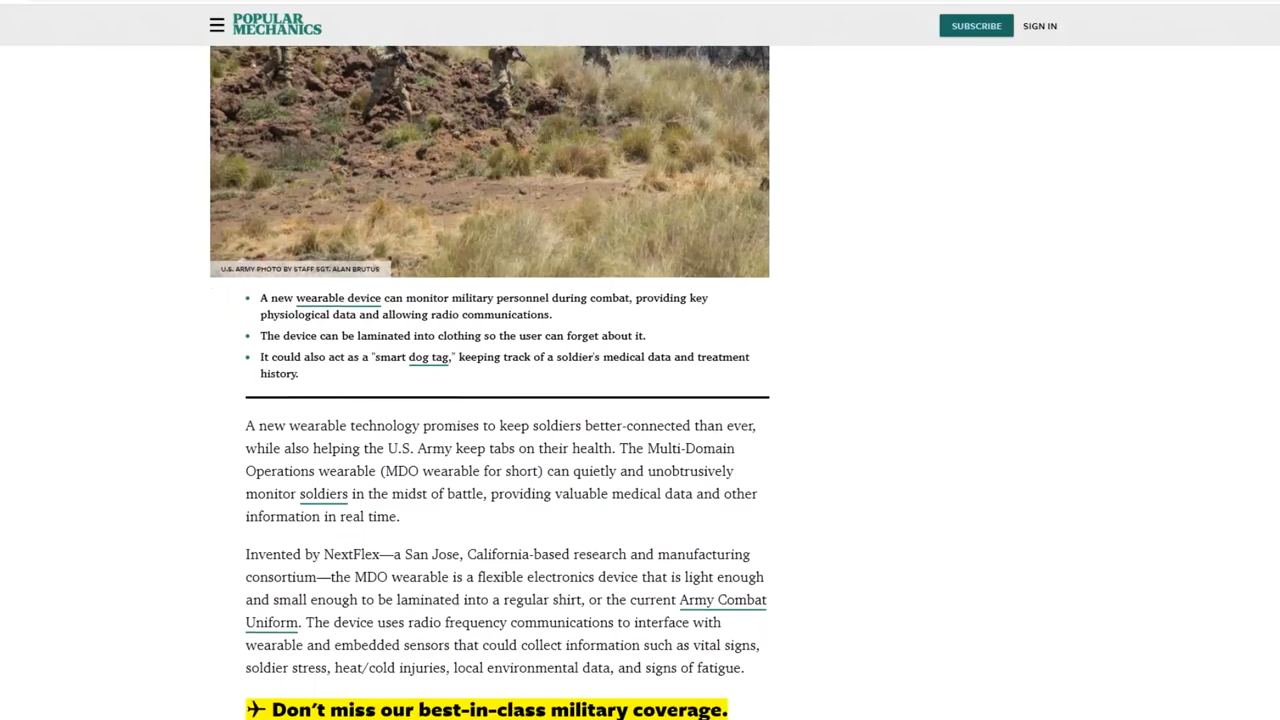 POPULAR
MECHANICS
SUBSCRIBE
SIGN IN
U.S. ARMY PHOTO BY STAFF SGT. ALAN BRUTUS
• A new wearable device can monitor military personnel during combat, providing key
physiological data and allowing radio communications.
• The device can be laminated into clothing so the user can forget about it.
• It could also act as a "smart dog tag," keeping track of a soldier's medical data and treatment
history.
A new wearable technology promises to keep soldiers better-connected than ever,
while also helping the U.S. Army keep tabs on their health. The Multi-Domain
Operations wearable (MDO wearable for short) can quietly and unobtrusively
monitor soldiers in the midst of battle, providing valuable medical data and other
information in real time.
Invented by NextFlex—a San Jose, California-based research and manufacturing
consortium—the MDO wearable is a flexible electronics device that is light enough
and small enough to be laminated into a regular shirt, or the current Army Combat
Uniform. The device uses radio frequency communications to interface with
wearable and embedded sensors that could collect information such as vital signs,
soldier stress, heat/cold injuries, local environmental data, and signs of fatigue.
✈ Don't miss our best-in-class military coverage.